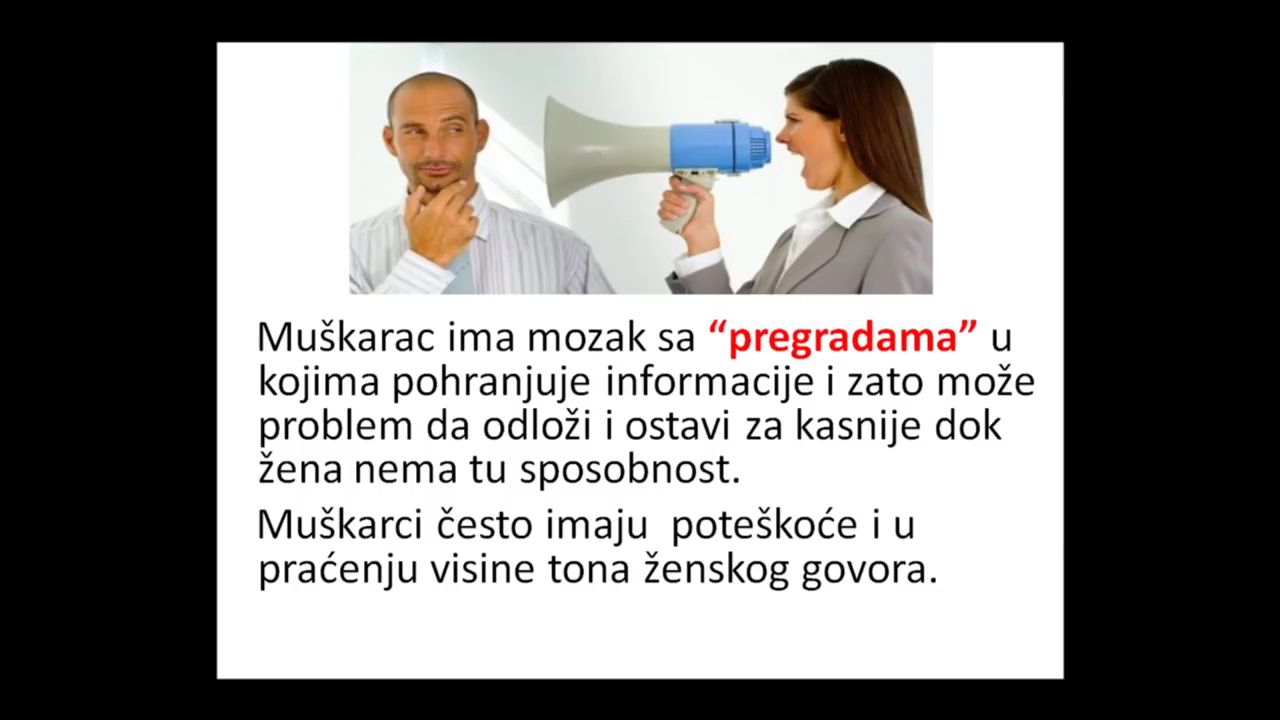 Muškarac ima mozak sa “pregradama” u
kojima pohranjuje informacije i zato može
problem da odloži i ostavi za kasnije dok
žena nema tu sposobnost.
Muškarci često imaju  poteškoće i u
praćenju visine tona ženskog govora.